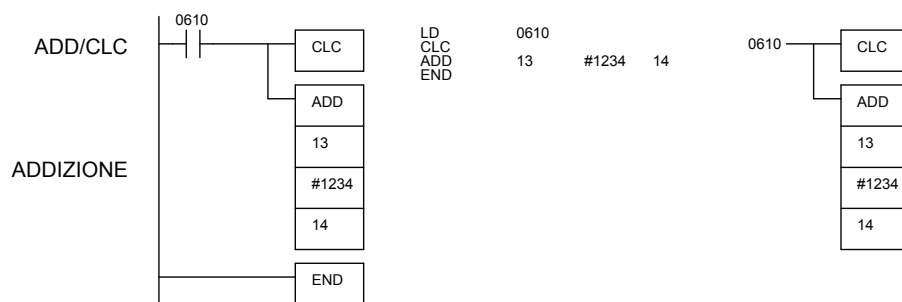 0610
ADD/CLC
CLC
ADD
13
#1234
14
ADDIZIONE
END
LD 0610
CLC
ADD 13 #1234 14
END
0610
CLC
ADD
13
#1234
14